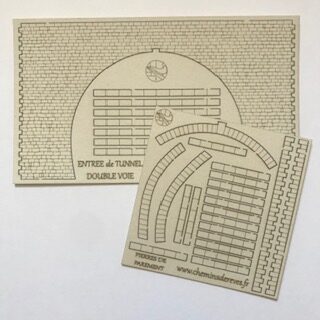 ENTREE de TUNNEL
DOUBLE VOIE
PIERRES de
PAREMENT
www.cheminsdereves.fr